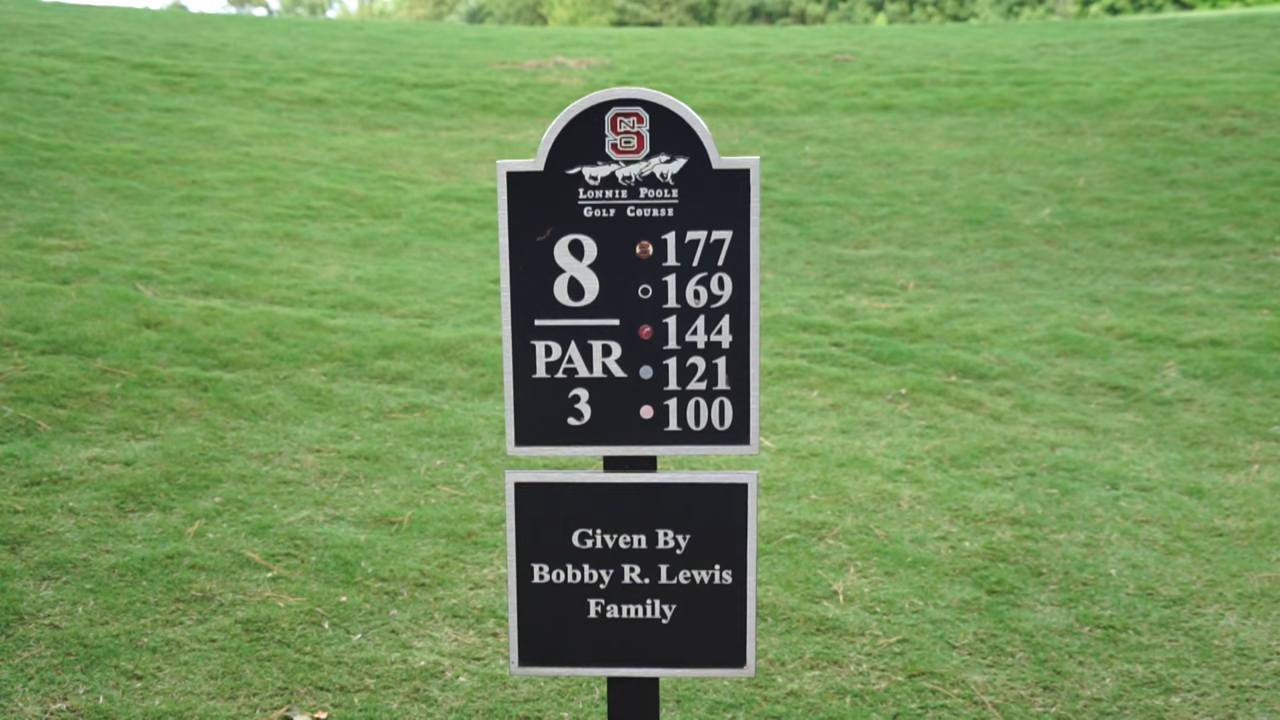 NCS
Lonnie Poole
Golf Course
8
PAR
3
177
169
144
121
100
Given By
Bobby R. Lewis
Family